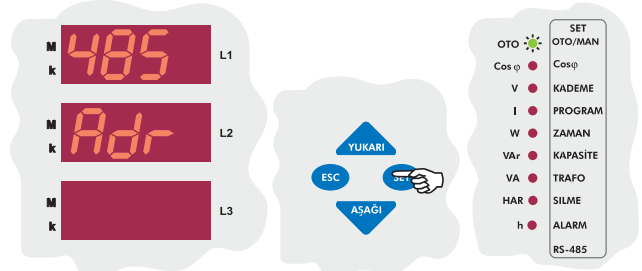 M
485
k
L1
M
Adr
k
L2
M
k
L3
YUKARI
ESC
SET
AŞAĞI
SET
OTO OTO/MAN
Cos φ Cosφ
V KADEME
I PROGRAM
W ZAMAN
VAr KAPASİTE
VA TRAFO
HAR SILME
h ALARM
RS-485